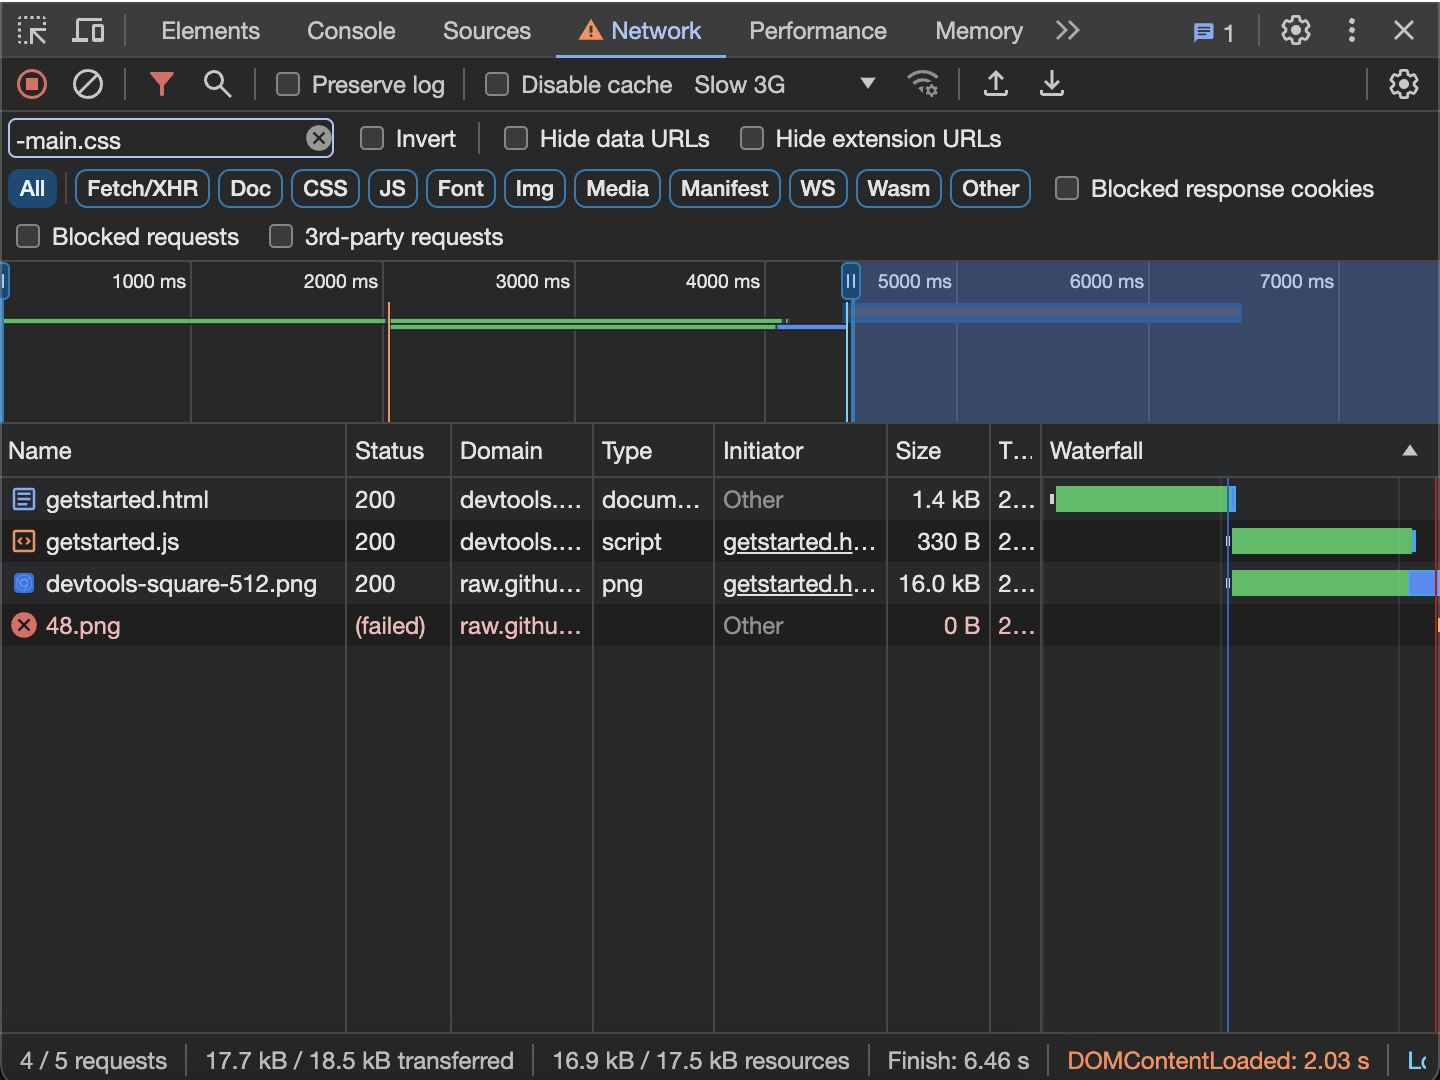 Elements Console Sources Network Performance Memory 1
Preserve log Disable cache Slow 3G
-main.css Invert Hide data URLs Hide extension URLs
All Fetch/XHR Doc CSS JS Font Img Media Manifest WS Wasm Other Blocked response cookies
Blocked requests 3rd-party requests
1000 ms 2000 ms 3000 ms 4000 ms 5000 ms 6000 ms 7000 ms
Name Status Domain Type Initiator Size T... Waterfall
getstarted.html 200 devtools.... docum... Other 1.4 kB 2...
getstarted.js 200 devtools.... script getstarted.h... 330 B 2...
devtools-square-512.png 200 raw.githu... png getstarted.h... 16.0 kB 2...
48.png (failed) raw.githu... Other 0 B 2...
4 / 5 requests 17.7 kB / 18.5 kB transferred 16.9 kB / 17.5 kB resources Finish: 6.46 s DOMContentLoaded: 2.03 s